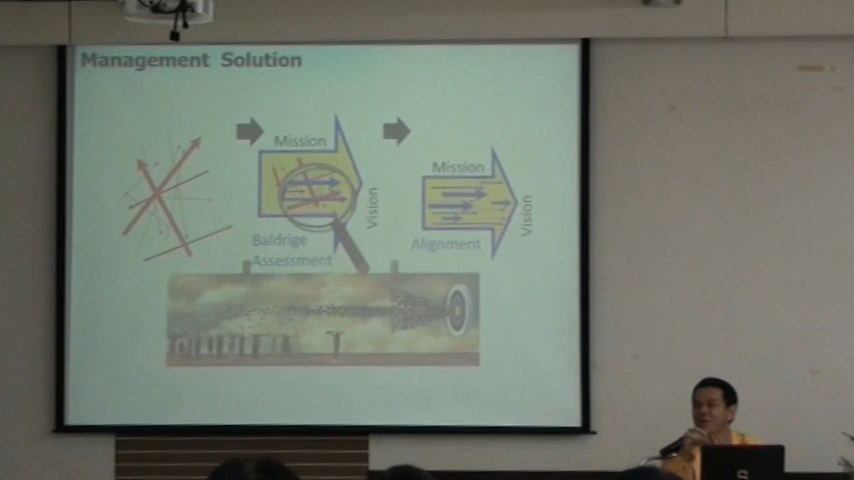 Management Solution
Mission
Vision
Baldrige
Assessment
Mission
Vision
Alignment
S